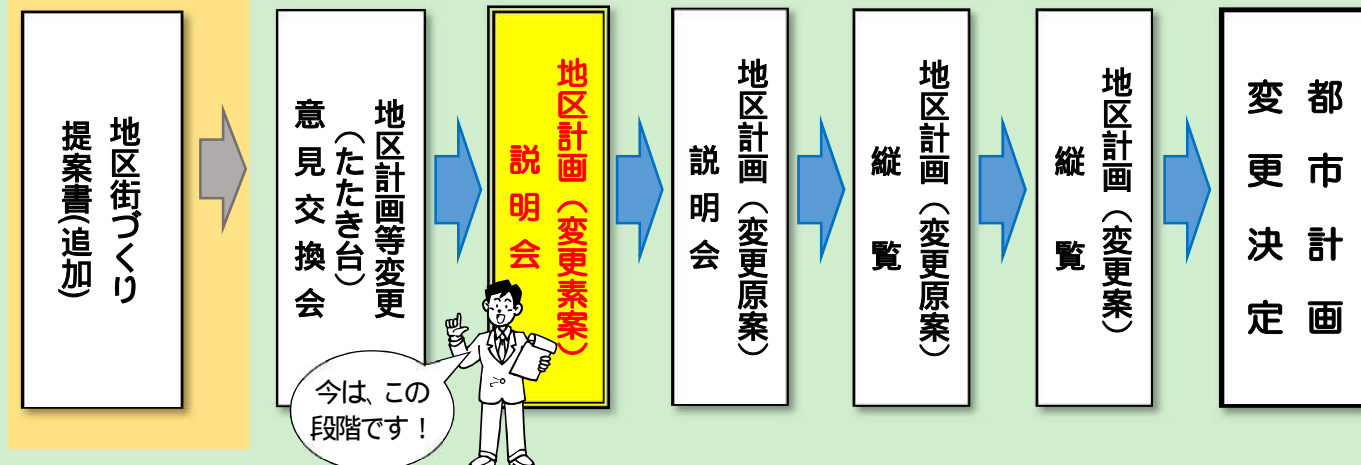 地区街づくり
提案書(追加)
地区計画等変更
(たたき台)
意見交換会
地区計画(変更素案)
説明会
地区計画(変更原案)
説明会
地区計画(変更原案)
縦覧
地区計画(変更案)
縦覧
都市計画
変更決定
今は、この
段階です！